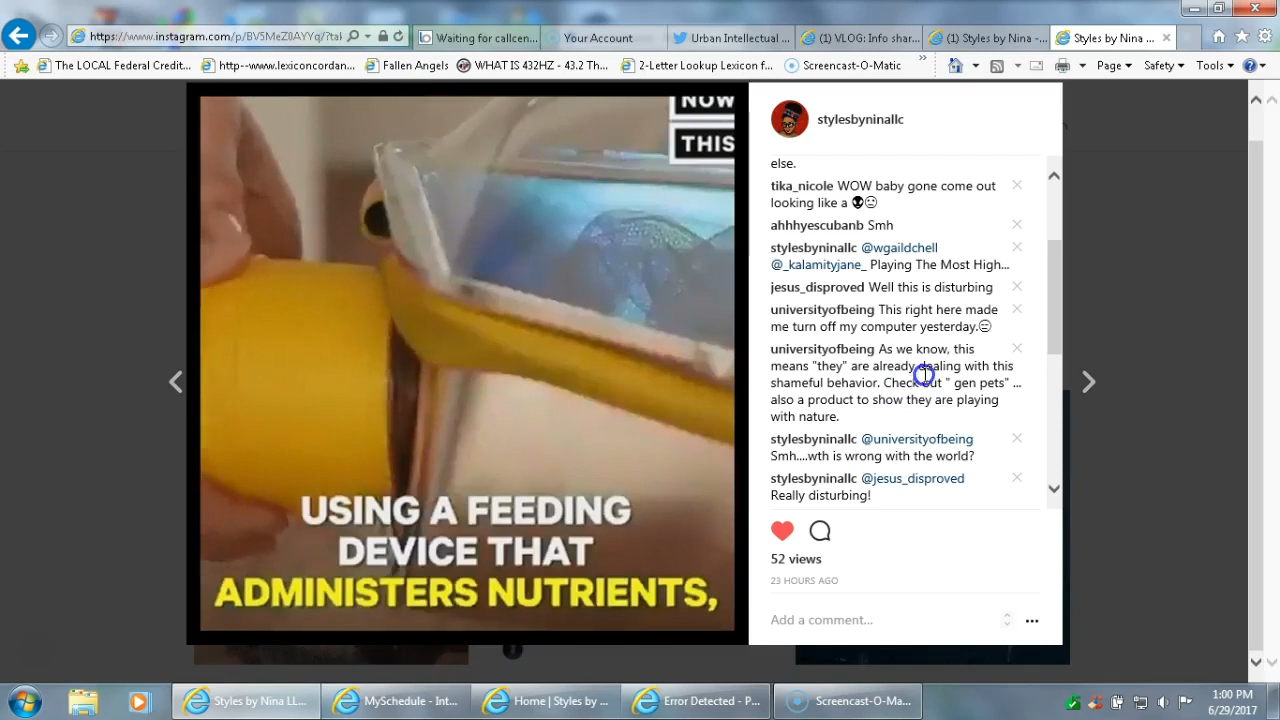 https://www.instagram.com/p/BV5MeZ0AYYq/?tal
Waiting for callcen...
Your Account
Urban Intellectual ...
(1) VLOG: Info shar...
(1) Styles by Nina -...
Styles by Nina ...
The LOCAL Federal Credit...
http--www.lexiconcordan...
Fallen Angels
WHAT IS 432HZ - 43.2 Th...
2-Letter Lookup Lexicon f...
Screencast-O-Matic
Page
Safety
Tools
NOW
THIS
USING A FEEDING
DEVICE THAT
ADMINISTERS NUTRIENTS,
stylesbyninallc
else.
tika_nicole WOW baby gone come out
looking like a 👽😐
ahhhyescubanb Smh
stylesbyninallc @wgaildchell
@_kalamityjane_ Playing The Most High...
jesus_disproved Well this is disturbing
universityofbeing This right here made
me turn off my computer yesterday.😑
universityofbeing As we know, this
means "they" are already dealing with this
shameful behavior. Check out " gen pets" ...
also a product to show they are playing
with nature.
stylesbyninallc @universityofbeing
Smh....wth is wrong with the world?
stylesbyninallc @jesus_disproved
Really disturbing!
52 views
23 HOURS AGO
Add a comment...
Styles by Nina LL...
MySchedule - Int...
Home | Styles by ...
Error Detected - P...
Screencast-O-Ma...
1:00 PM
6/29/2017